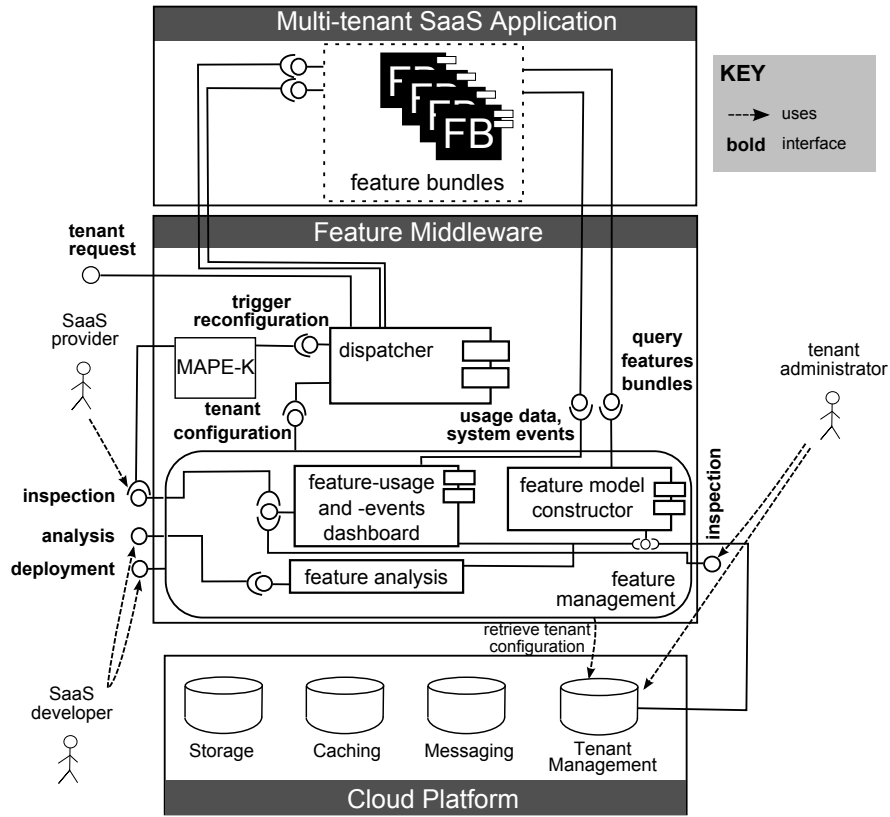 Multi-tenant SaaS Application
FB
FB
FB
FB
feature bundles
KEY
uses
bold interface
Feature Middleware
tenant
request
SaaS
provider
trigger
reconfiguration
MAPE-K
dispatcher
query
features
bundles
tenant
administrator
tenant
configuration
usage data,
system events
inspection
analysis
deployment
feature-usage
and -events
dashboard
feature model
constructor
inspection
feature analysis
feature
management
retrieve tenant
configuration
SaaS
developer
Storage
Caching
Messaging
Tenant
Management
Cloud Platform